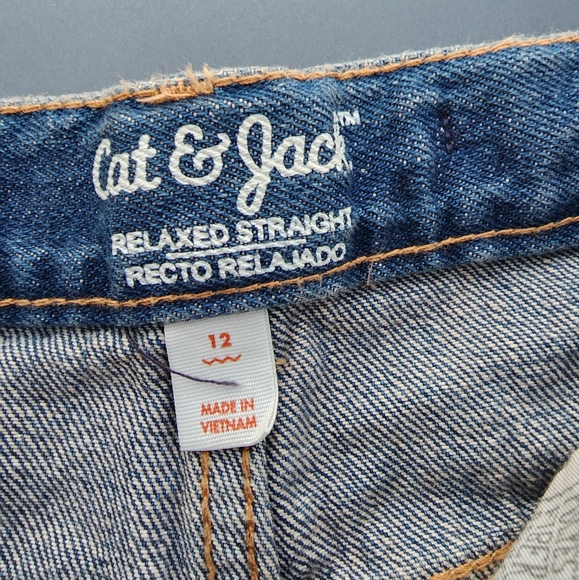 Cat & Jack™
RELAXED STRAIGHT
RECTO RELAJADO
12
MADE IN
VIETNAM